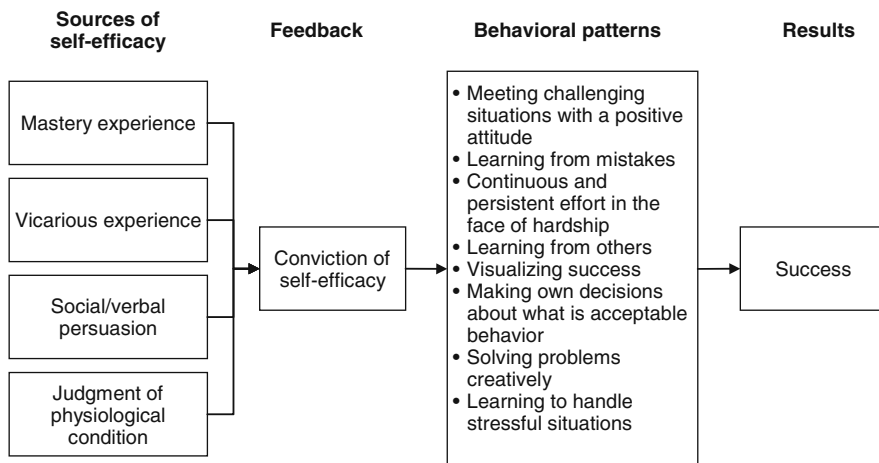 Sources of
self-efficacy
Feedback
Behavioral patterns
Results
Mastery experience
Vicarious experience
Social/verbal
persuasion
Judgment of
physiological
condition
Conviction of
self-efficacy
• Meeting challenging
situations with a positive
attitude
• Learning from mistakes
• Continuous and
persistent effort in the
face of hardship
• Learning from others
• Visualizing success
• Making own decisions
about what is acceptable
behavior
• Solving problems
creatively
• Learning to handle
stressful situations
Success